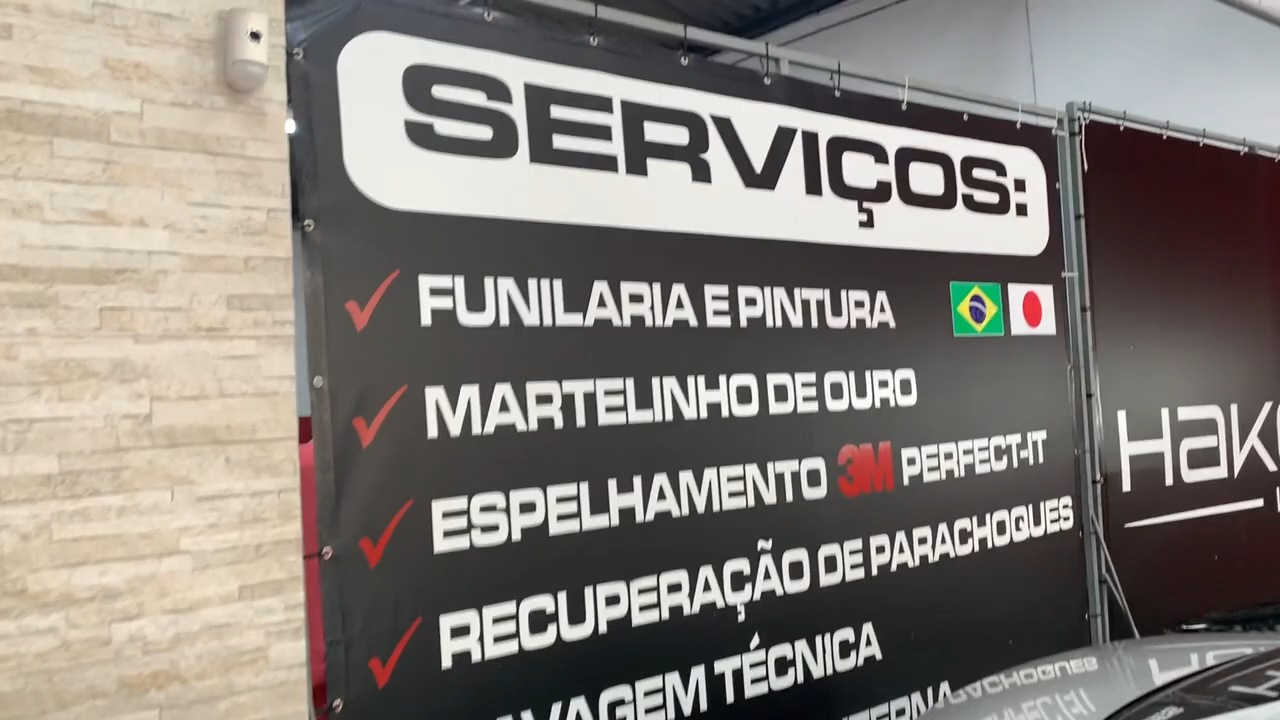 SERVIÇOS:
FUNILARIA E PINTURA
MARTELINHO DE OURO
ESPELHAMENTO 3M PERFECT-IT
RECUPERAÇÃO DE PARACHOQUES
TÉCNICA